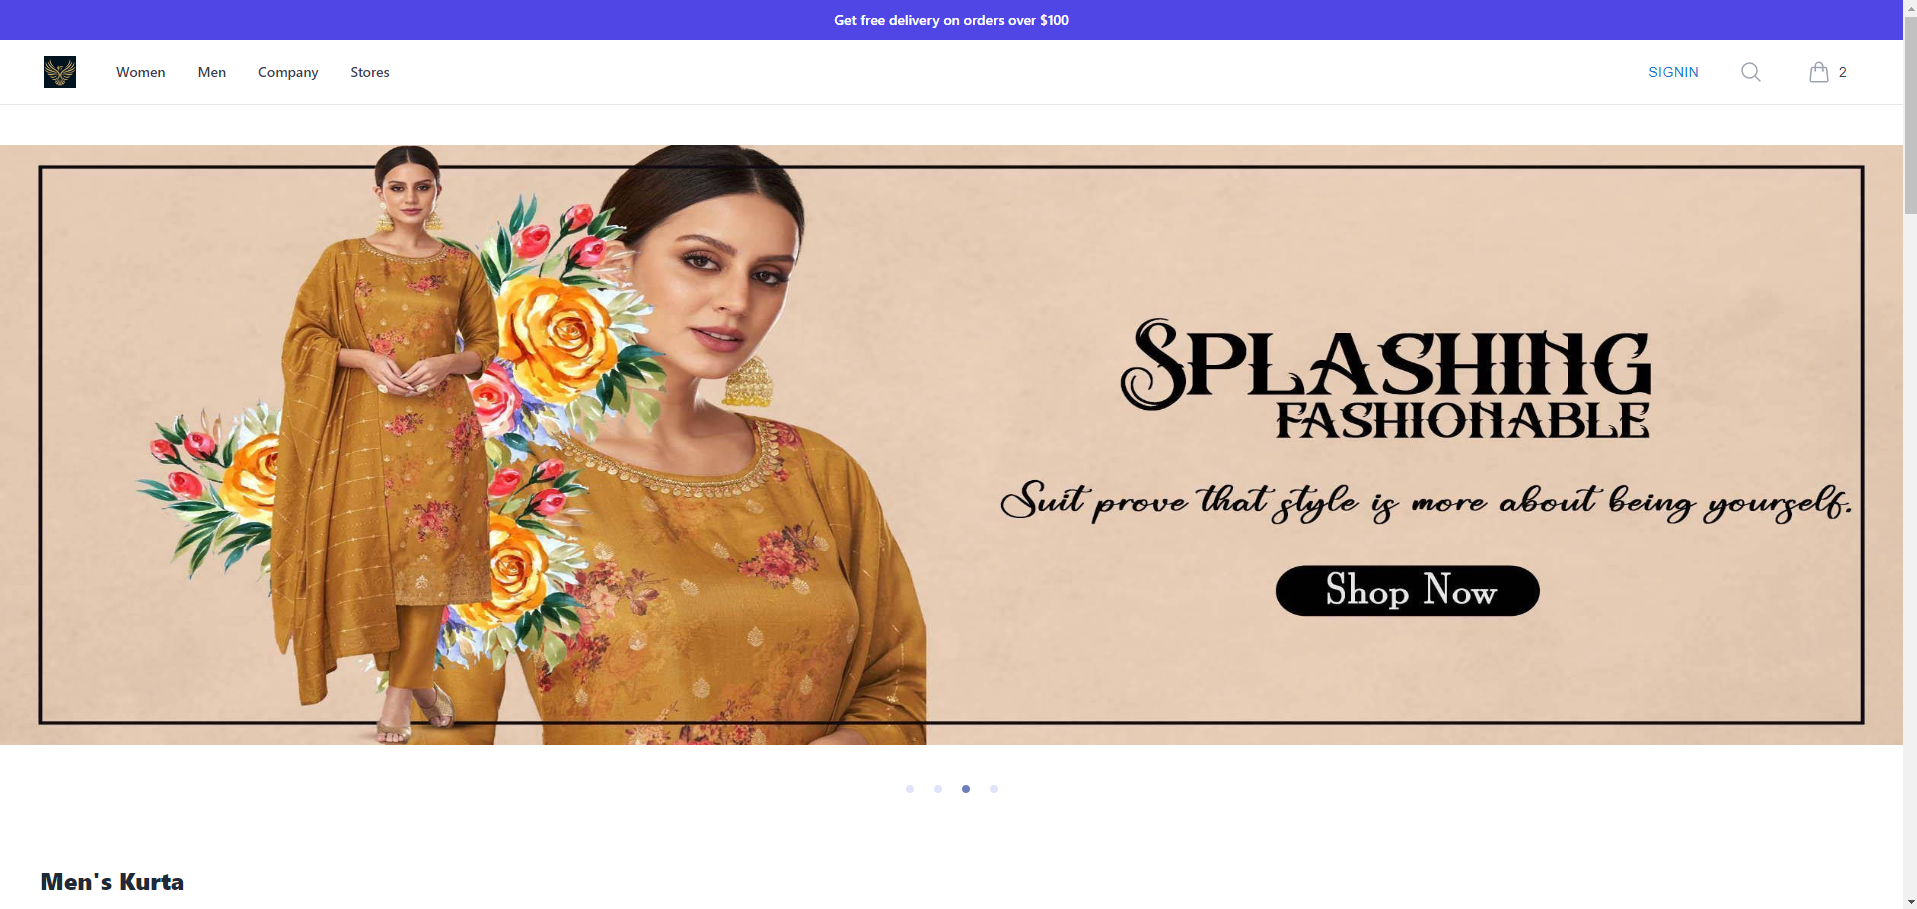 Get free delivery on orders over $100
Women Men Company Stores SIGNIN 2
SPLASHING
FASHIONABLE
Suit prove that style is more about being yourself.
Shop Now
Men's Kurta